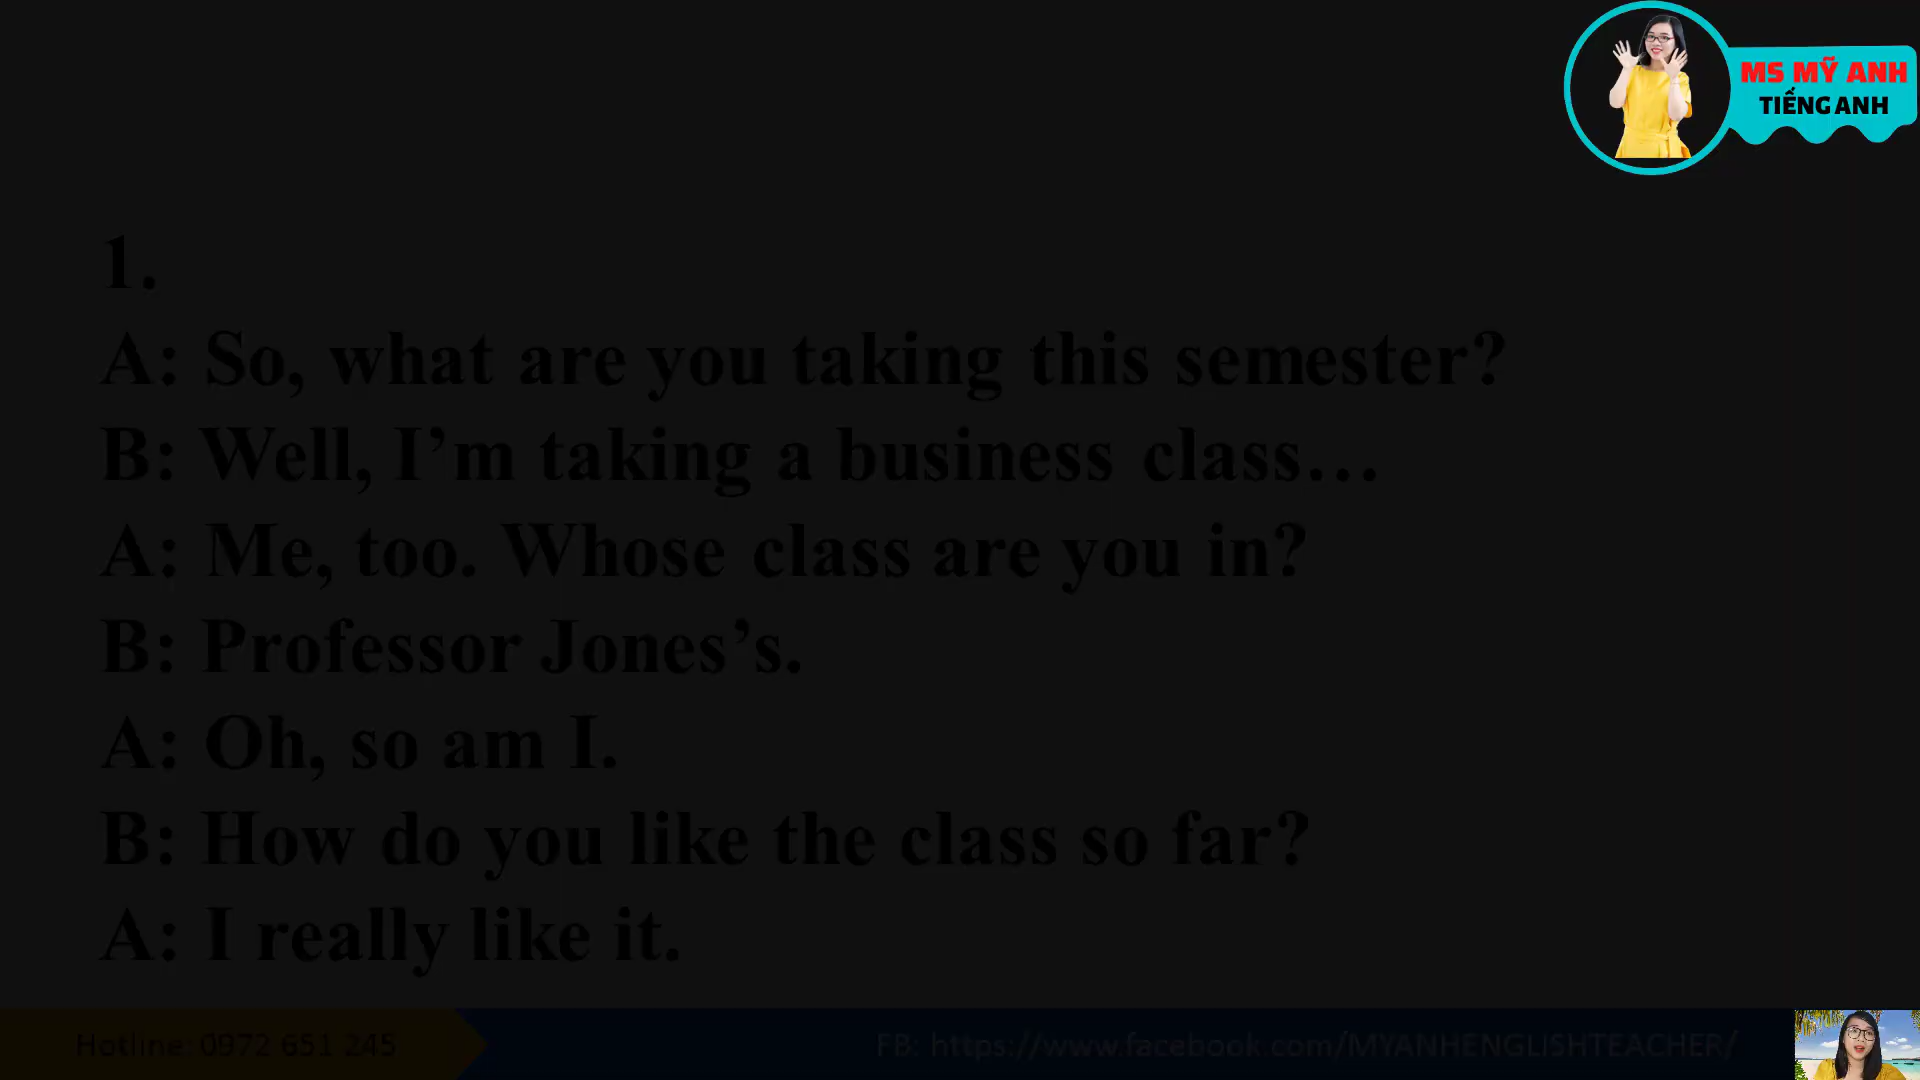 MS MỸ ANH
TIẾNG ANH
1.
A: So, what are you taking this semester?
B: Well, I’m taking a business class…
A: Me, too. Whose class are you in?
B: Professor Jones’s.
A: Oh, so am I.
B: How do you like the class so far?
A: I really like it.
Hotline: 0972 651 245
FB: https://www.facebook.com/MYANHENGLISHTEACHER/